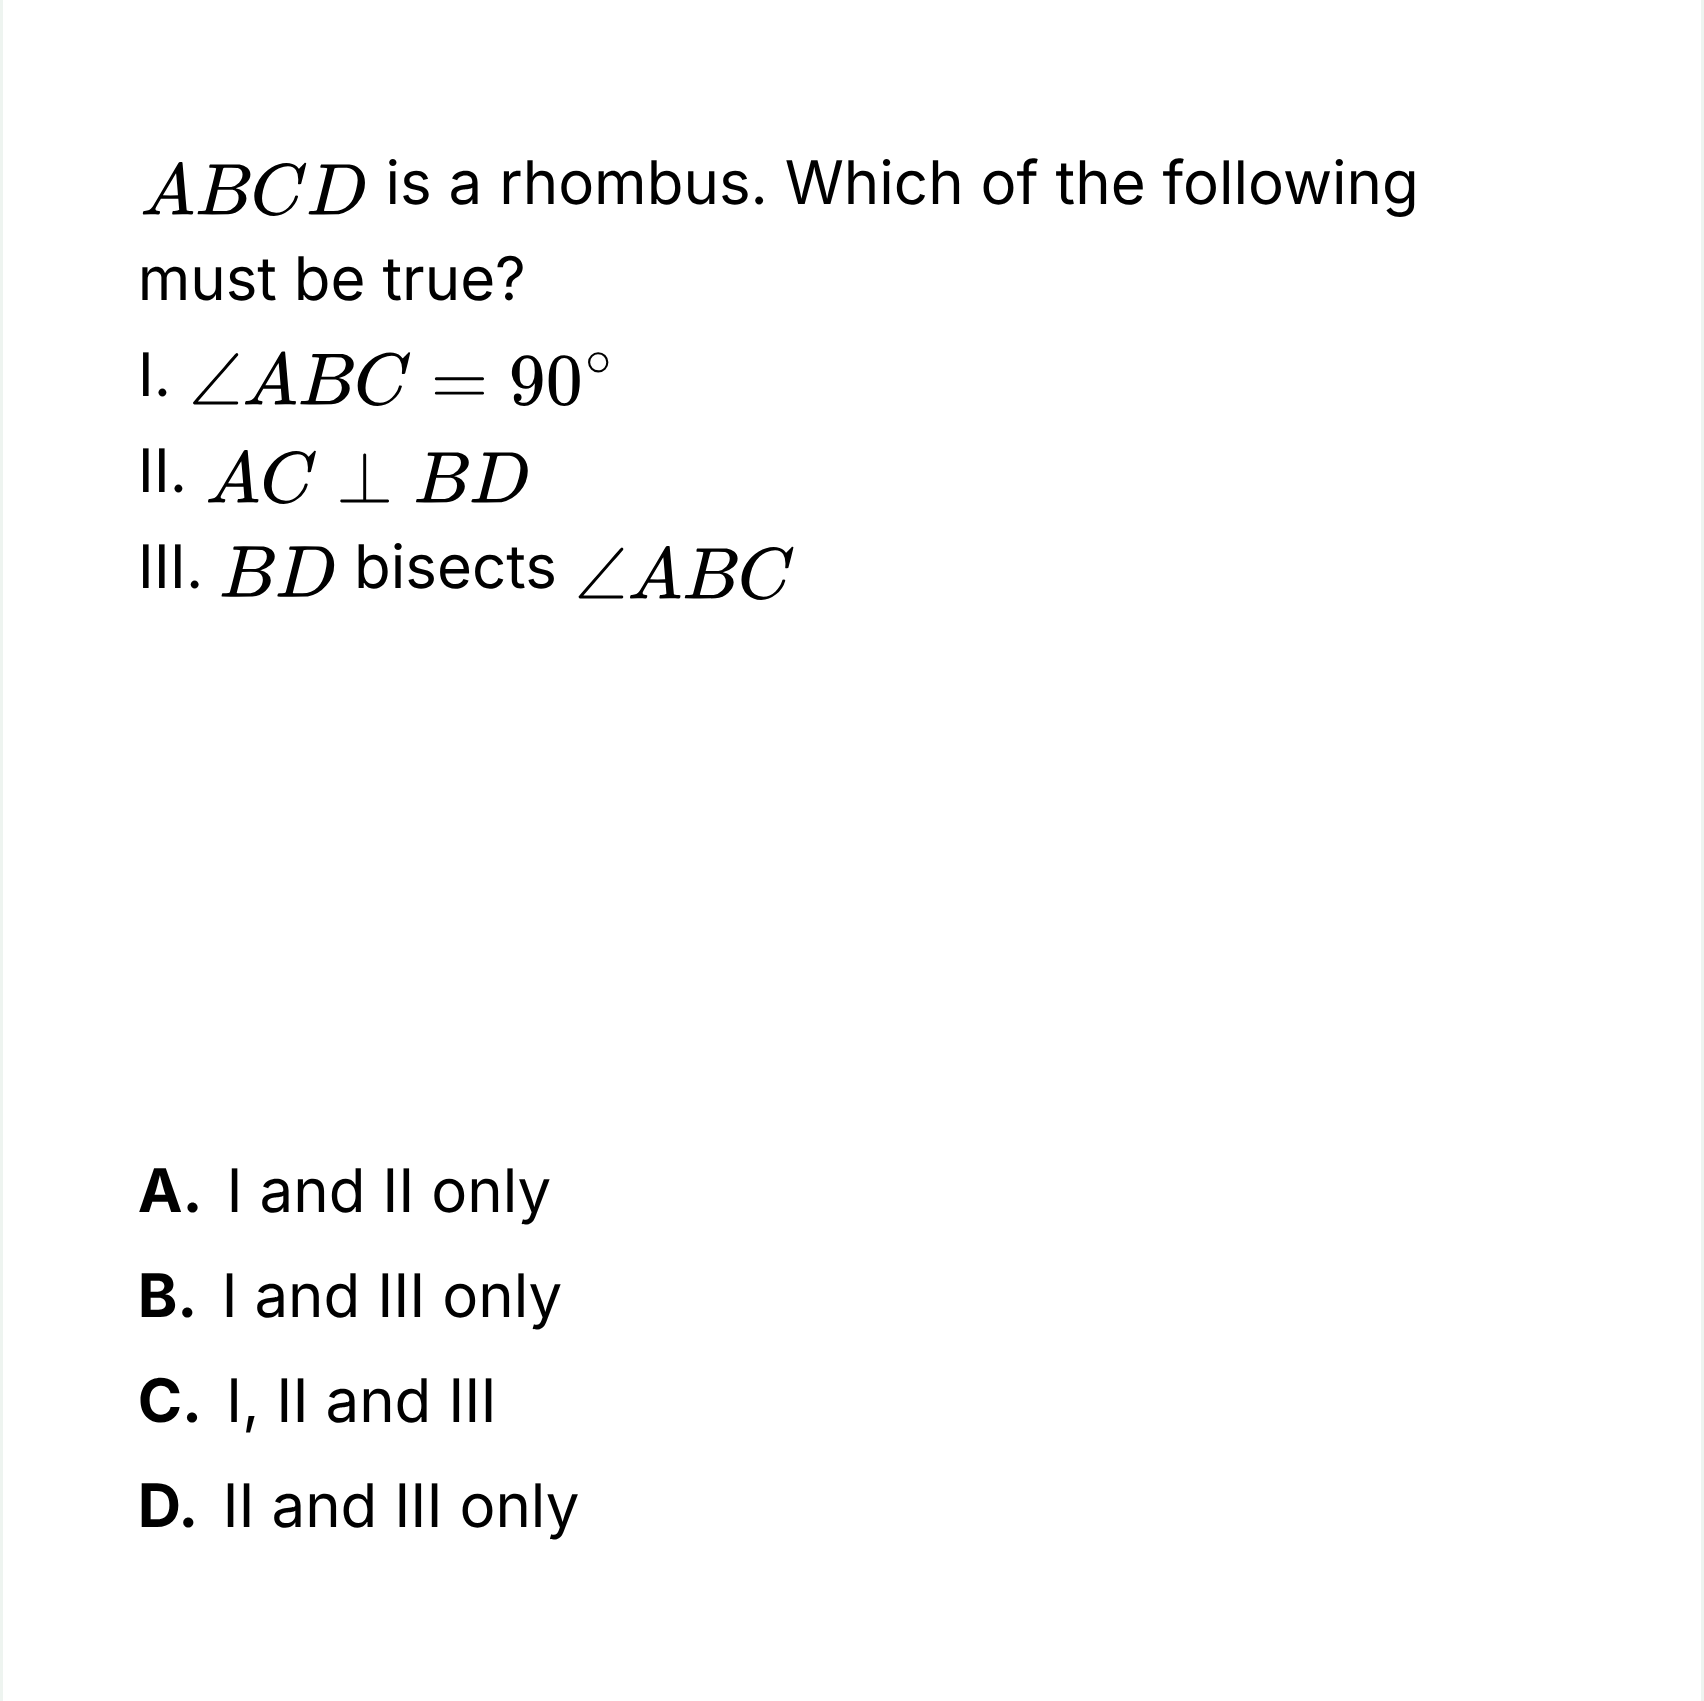 ABCD is a rhombus. Which of the following
must be true?
I. ∠ABC = 90°
II. AC ⊥ BD
III. BD bisects ∠ABC
A. I and II only
B. I and III only
C. I, II and III
D. II and III only